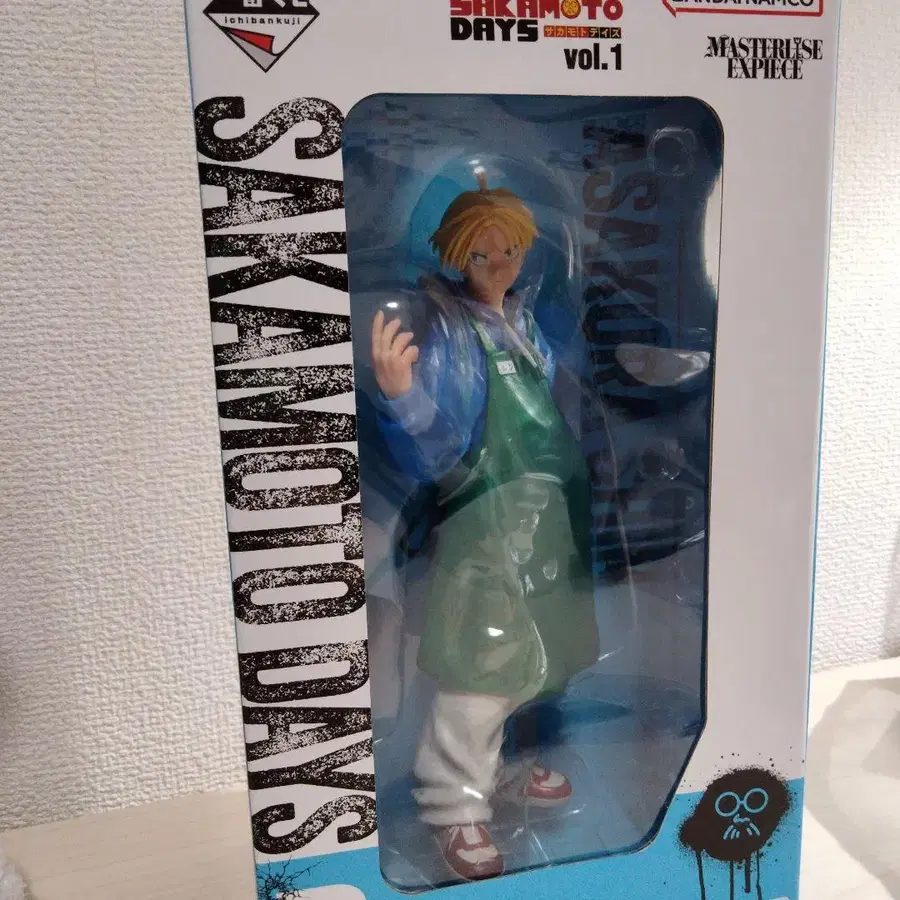 ichibankuji
SAKAMOTO
DAYS サカモトデイズ
vol.1
BANDAI NAMCO
MASTERLISE
EXPIECE
SAKAMOTO DAYS
ASAKURA